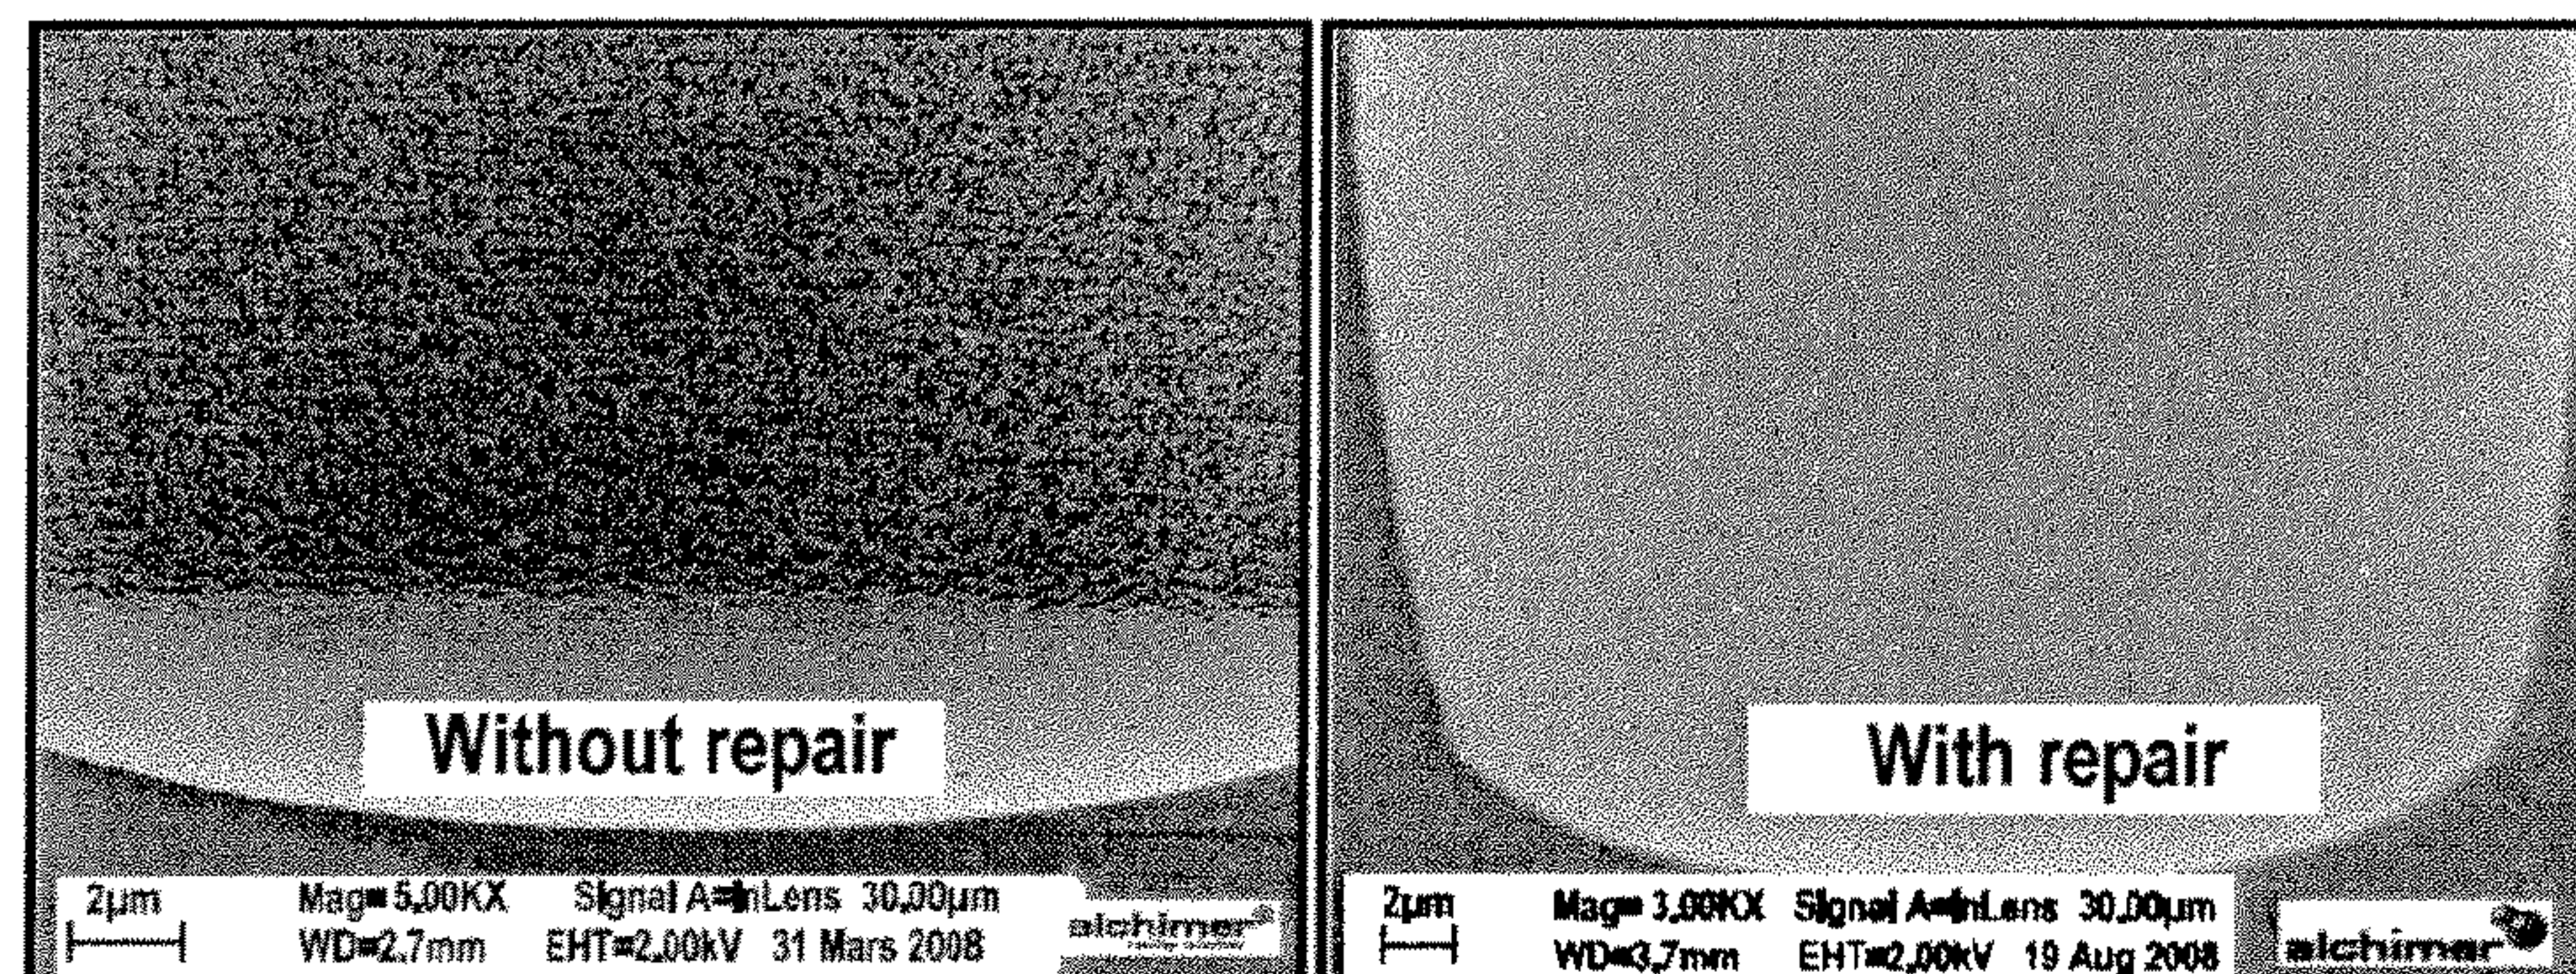 Without repair
2µm Mag= 5.00KX Signal A=InLens 30.00µm
WD=2.7mm EHT=2.00kV 31 Mars 2008
alchimer
With repair
2µm Mag= 3.00KX Signal A=InLens 30.00µm
WD=3.7mm EHT=2.00kV 19 Aug 2008
alchimer